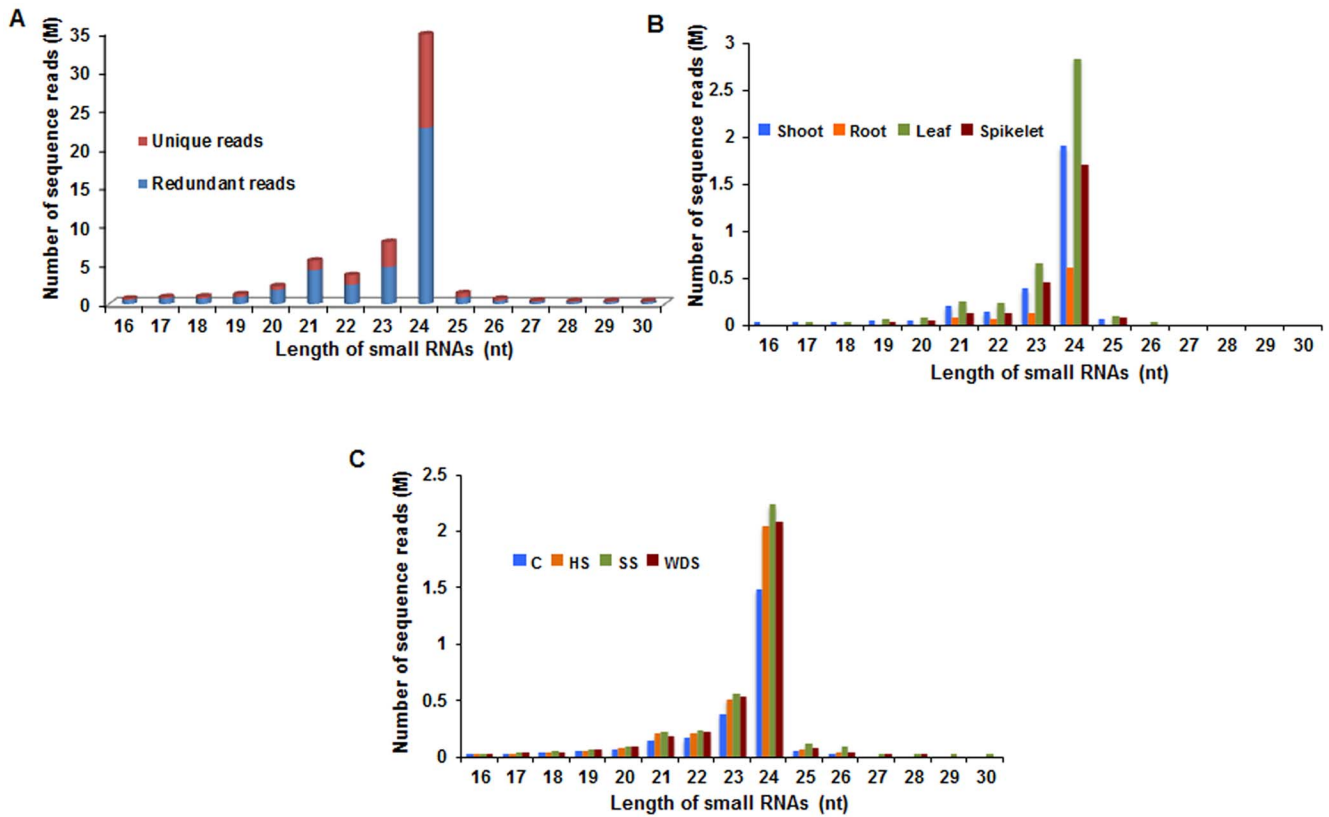 A
Number of sequence reads (M)
35
30
25
20
15
10
5
0
Unique reads
Redundant reads
16 17 18 19 20 21 22 23 24 25 26 27 28 29 30
Length of small RNAs (nt)
B
Number of sequence reads (M)
3
2.5
2
1.5
1
0.5
0
Shoot Root Leaf Spikelet
16 17 18 19 20 21 22 23 24 25 26 27 28 29 30
Length of small RNAs (nt)
C
Number of sequence reads (M)
2.5
2
1.5
1
0.5
0
C HS SS WDS
16 17 18 19 20 21 22 23 24 25 26 27 28 29 30
Length of small RNAs (nt)